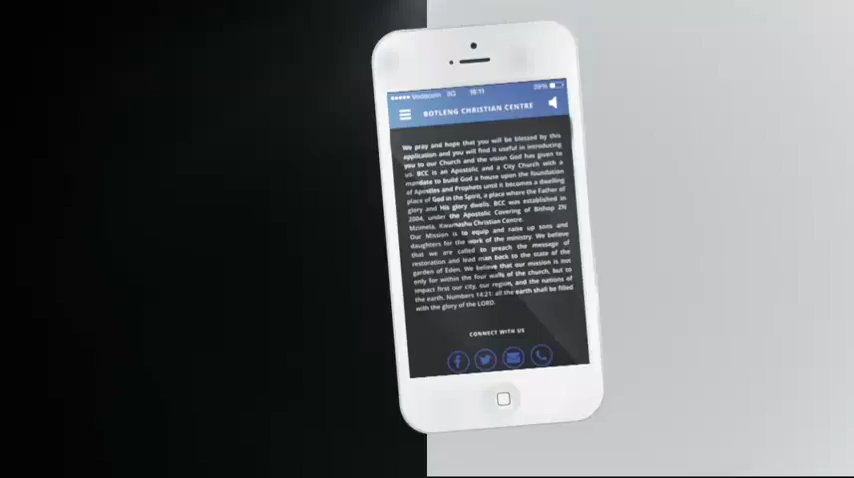 Vodacom 3G 16:11 39%
BOTLENG CHRISTIAN CENTRE
We pray and hope that you will be blessed by this
application and you will find it useful in introducing
you to our Church and the vision God has given to
us. BCC is an Apostolic and a City Church with a
mandate to build God a house upon the foundation
of Apostles and Prophets until it becomes a dwelling
place of God in the Spirit, a place where the Father of
glory and His glory dwells. BCC was established in
2004, under the Apostolic Covering of Bishop ZN
Mzimela, Kwamashu Christian Centre.
Our Mission is to equip and raise up sons and
daughters for the work of the ministry. We believe
that we are called to preach the message of
restoration and lead man back to the state of the
garden of Eden. We believe that our mission is not
only for within the four walls of the church, but to
impact first our city, our region, and the nations of
the earth. Numbers 14:21: all the earth shall be filled
with the glory of the LORD.
CONNECT WITH US